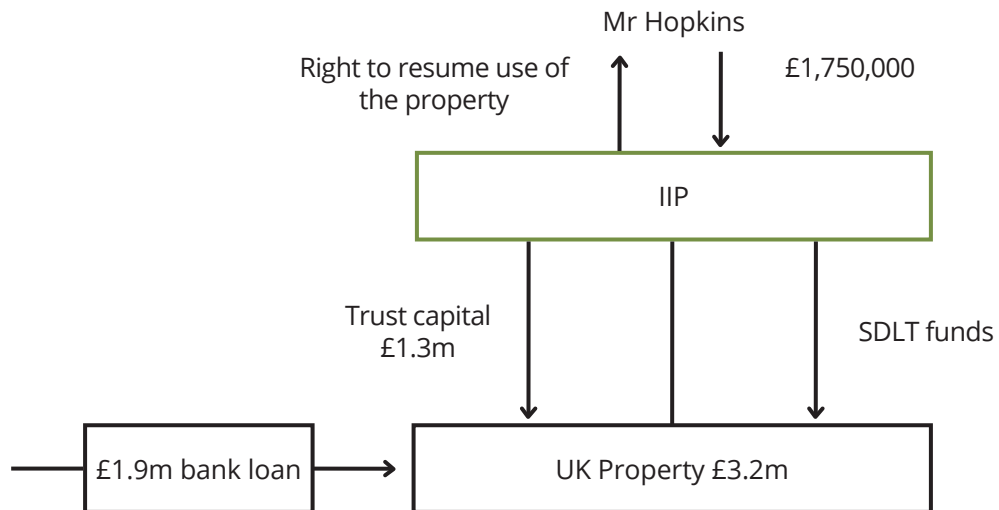 Mr Hopkins
Right to resume use of
the property
£1,750,000
IIP
Trust capital
£1.3m
SDLT funds
£1.9m bank loan
UK Property £3.2m